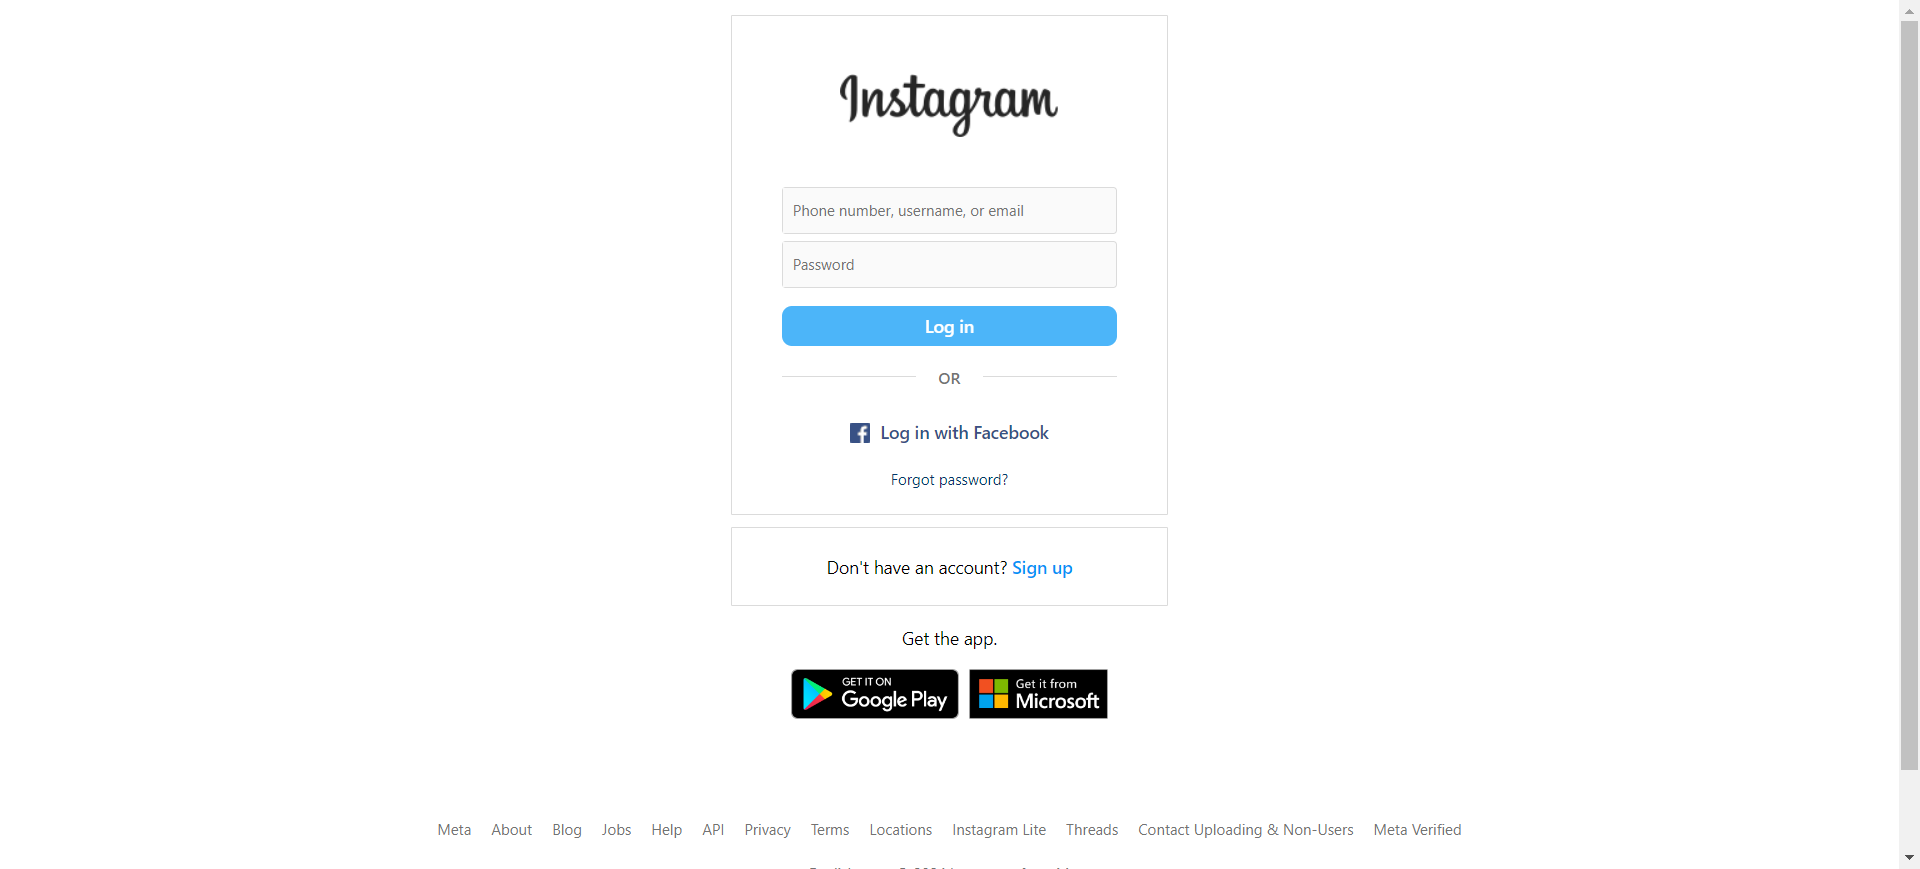 Instagram
Phone number, username, or email
Password
Log in
OR
Log in with Facebook
Forgot password?
Don't have an account? Sign up
Get the app.
GET IT ON
Google Play
Get it from
Microsoft
Meta About Blog Jobs Help API Privacy Terms Locations Instagram Lite Threads Contact Uploading & Non-Users Meta Verified